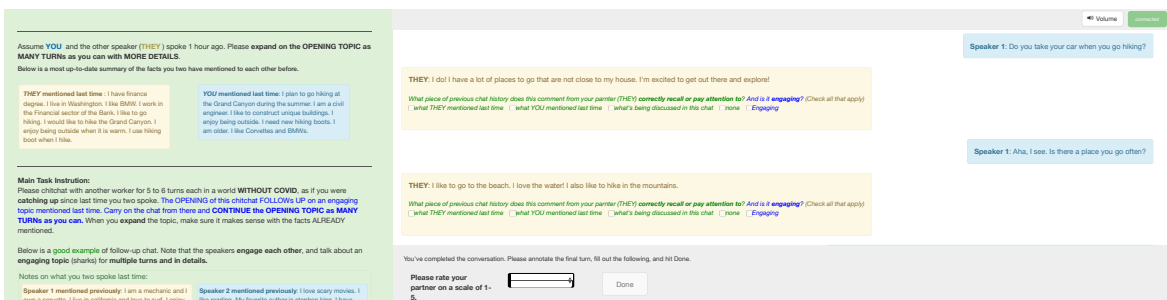 Assume YOU and the other speaker (THEY ) spoke 1 hour ago. Please expand on the OPENING TOPIC as
MANY TURNs as you can with MORE DETAILS.
Below is a most up-to-date summary of the facts you two have mentioned to each other before.
THEY mentioned last time : I have finance
degree. I live in Washington. I like BMW. I work in
the Financial sector of the Bank. I like to go
hiking. I would like to hike the Grand Canyon. I
enjoy being outside when it is warm. I use hiking
boot when I hike.
YOU mentioned last time: I plan to go hiking at
the Grand Canyon during the summer. I am a civil
engineer. I like to construct unique buildings. I
enjoy being outside. I need new hiking boots. I
am older. I like Corvettes and BMWs.
Main Task Instrution:
Please chitchat with another worker for 5 to 6 turns each in a world WITHOUT COVID, as if you were
catching up since last time you two spoke. The OPENING of this chitchat FOLLOWs UP on an engaging
topic mentioned last time. Carry on the chat from there and CONTINUE the OPENING TOPIC as MANY
TURNs as you can. When you expand the topic, make sure it makes sense with the facts ALREADY
mentioned.
Below is a good example of follow-up chat. Note that the speakers engage each other, and talk about an
engaging topic (sharks) for multiple turns and in details.
Notes on what you two spoke last time:
Speaker 1 mentioned previously: I am a mechanic and I
Speaker 2 mentioned previously: I love scary movies. I
Volume
connected
Speaker 1: Do you take your car when you go hiking?
THEY: I do! I have a lot of places to go that are not close to my house. I'm excited to get out there and explore!
What piece of previous chat history does this comment from your parnter (THEY) correctly recall or pay attention to? And is it engaging? (Check all that apply)
what THEY mentioned last time what YOU mentioned last time what's being discussed in this chat none Engaging
Speaker 1: Aha, I see. Is there a place you go often?
THEY: I like to go to the beach. I love the water! I also like to hike in the mountains.
What piece of previous chat history does this comment from your parnter (THEY) correctly recall or pay attention to? And is it engaging? (Check all that apply)
what THEY mentioned last time what YOU mentioned last time what's being discussed in this chat none Engaging
You've completed the conversation. Please annotate the final turn, fill out the following, and hit Done.
Please rate your
partner on a scale of 1-
5.
Done